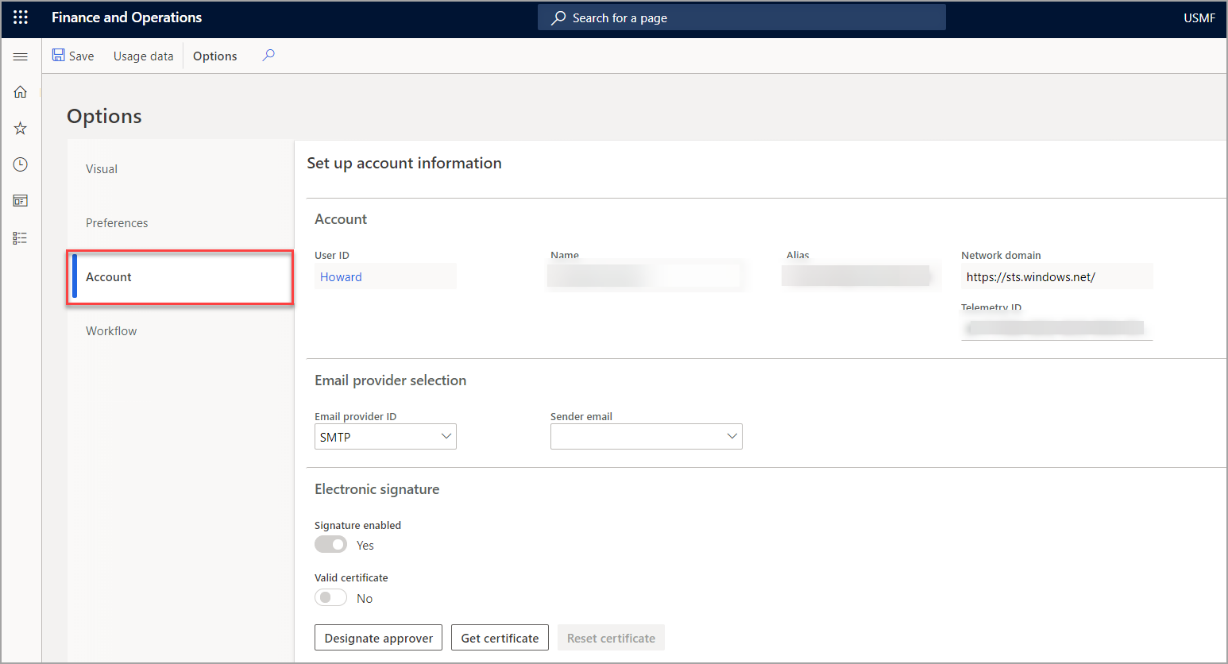 Finance and Operations
Search for a page
USMF
Save
Usage data
Options
Options
Visual
Preferences
Account
Workflow
Set up account information
Account
User ID
Name
Alias
Network domain
Howard
https://sts.windows.net/
Telemetry ID
Email provider selection
Email provider ID
Sender email
SMTP
Electronic signature
Signature enabled
Yes
Valid certificate
No
Designate approver
Get certificate
Reset certificate